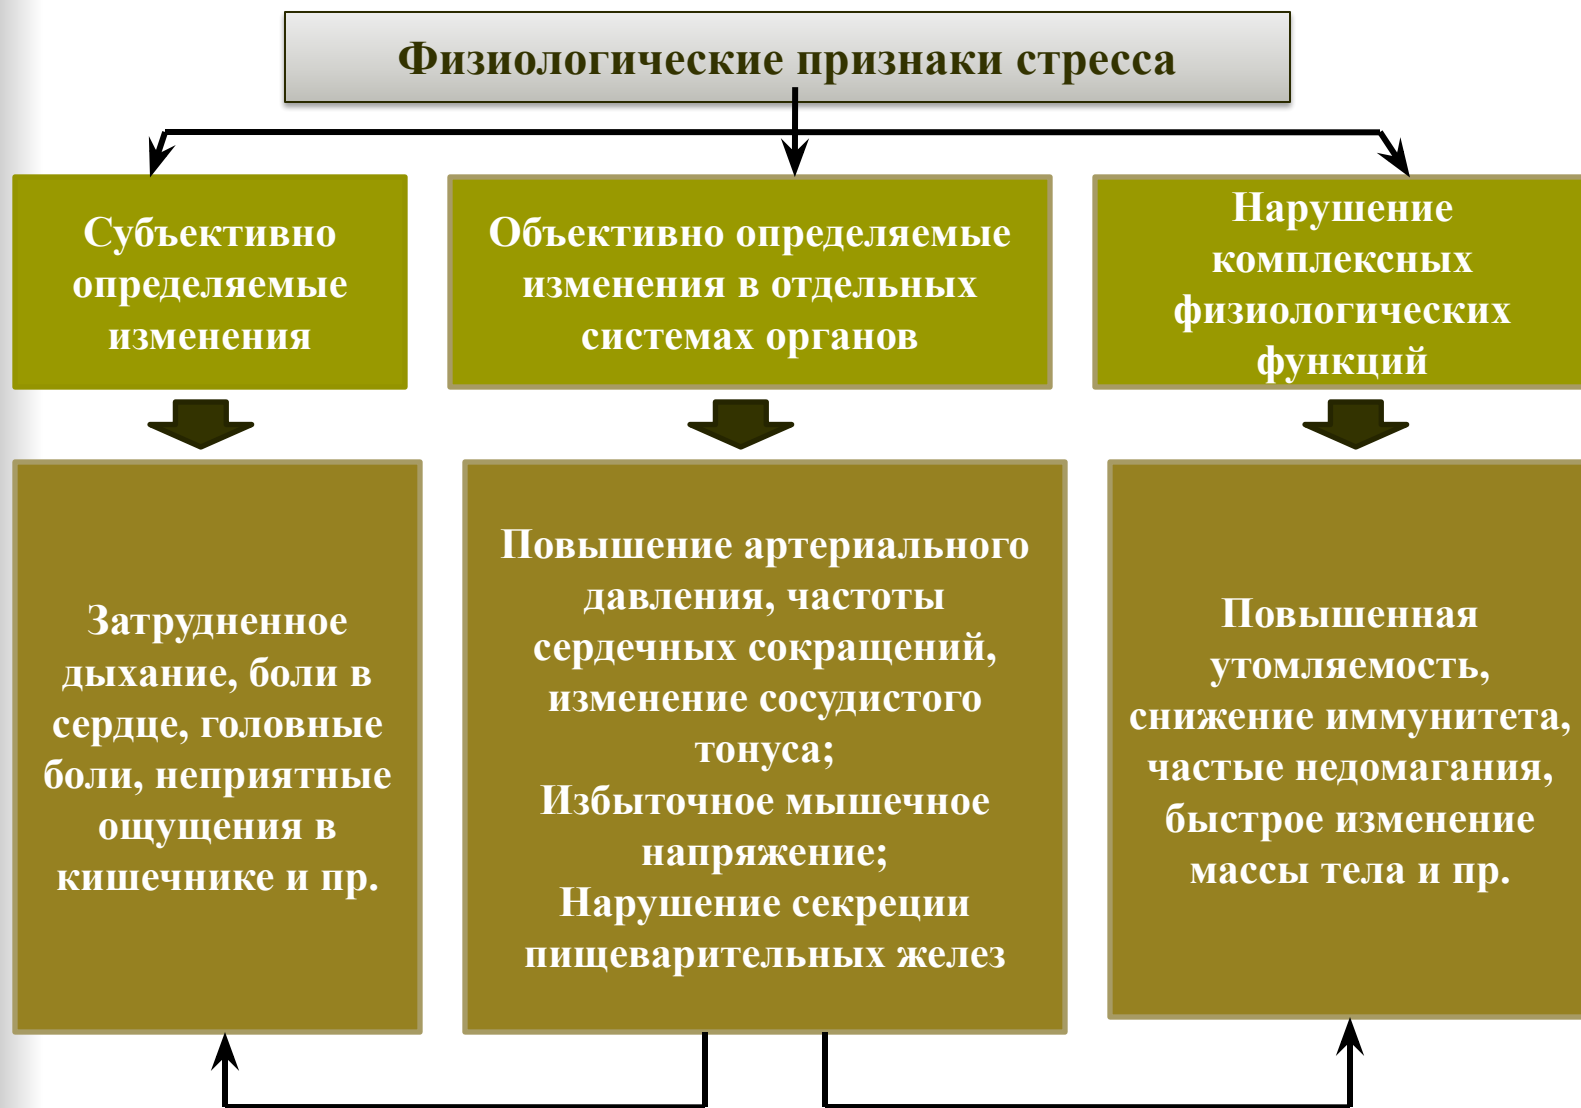 Физиологические признаки стресса
Субъективно
определяемые
изменения
Объективно определяемые
изменения в отдельных
системах органов
Нарушение
комплексных
физиологических
функций
Затрудненное
дыхание, боли в
сердце, головные
боли, неприятные
ощущения в
кишечнике и пр.
Повышение артериального
давления, частоты
сердечных сокращений,
изменение сосудистого
тонуса;
Избыточное мышечное
напряжение;
Нарушение секреции
пищеварительных желез
Повышенная
утомляемость,
снижение иммунитета,
частые недомагания,
быстрое изменение
массы тела и пр.